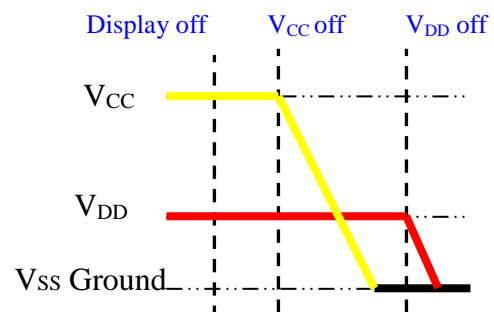 Display off VCC off VDD off
VCC
VDD
VSS Ground